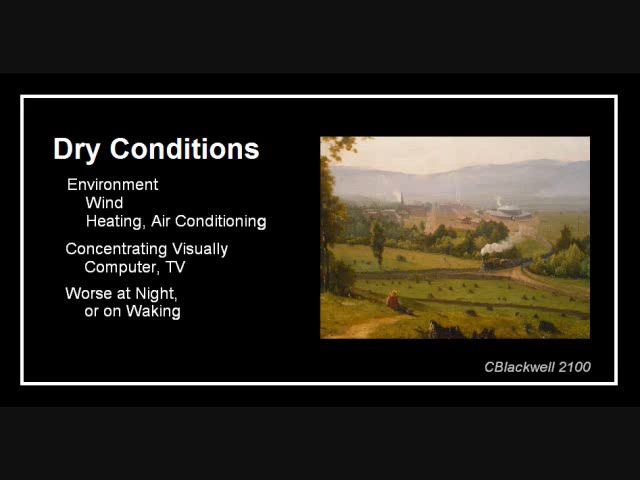 Dry Conditions
Environment
Wind
Heating, Air Conditioning
Concentrating Visually
Computer, TV
Worse at Night,
or on Waking
CBlackwell 2100